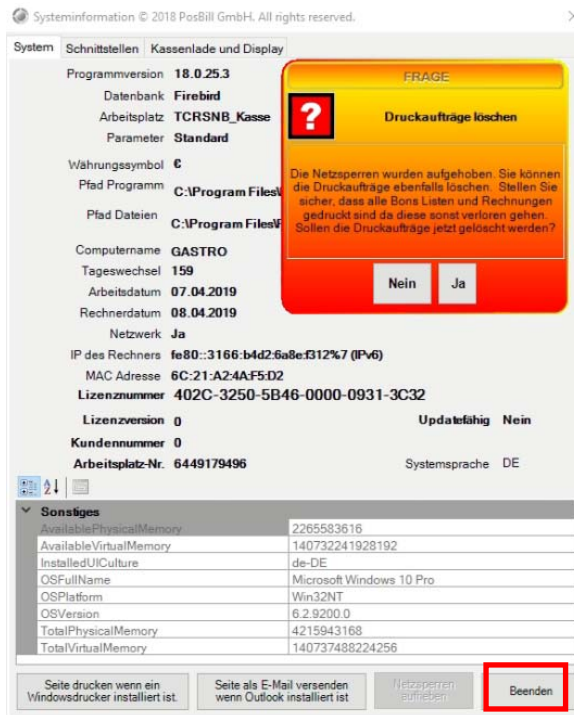 Systeminformation © 2018 PosBill GmbH. All rights reserved.
System Schnittstellen Kassenlade und Display
Programmversion 18.0.25.3
Datenbank Firebird
Arbeitsplatz TCRSNB_Kasse
Parameter Standard
Währungssymbol €
Pfad Programm C:\Program Files\
Pfad Dateien C:\Program Files\
Computername GASTRO
Tageswechsel 159
Arbeitsdatum 07.04.2019
Rechnerdatum 08.04.2019
Netzwerk Ja
IP des Rechners fe80::3166:b4d2:6a8e:f312%7 (IPv6)
MAC Adresse 6C:21:A2:4A:F5:D2
Lizenznummer 402C-3250-5B46-0000-0931-3C32
Lizenzversion 0 Updatefähig Nein
Kundennummer 0
Arbeitsplatz-Nr. 6449179496 Systemsprache DE
FRAGE
?
Druckaufträge löschen
Die Netzsperren wurden aufgehoben. Sie können
die Druckaufträge ebenfalls löschen. Stellen Sie
sicher, dass alle Bons Listen und Rechnungen
gedruckt sind da diese sonst verloren gehen.
Sollen die Druckaufträge jetzt gelöscht werden?
Nein Ja
Sonstiges
AvailablePhysicalMemory 2265583616
AvailableVirtualMemory 140732241928192
InstalledUICulture de-DE
OSFullName Microsoft Windows 10 Pro
OSPlatform Win32NT
OSVersion 6.2.9200.0
TotalPhysicalMemory 4215943168
TotalVirtualMemory 140737488224256
Seite drucken wenn ein
Windowsdrucker installiert ist.
Seite als E-Mail versenden
wenn Outlook installiert ist
Netzsperren
aufheben
Beenden